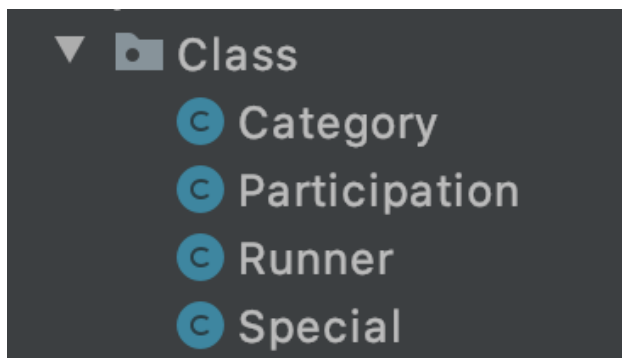 Class
Category
Participation
Runner
Special